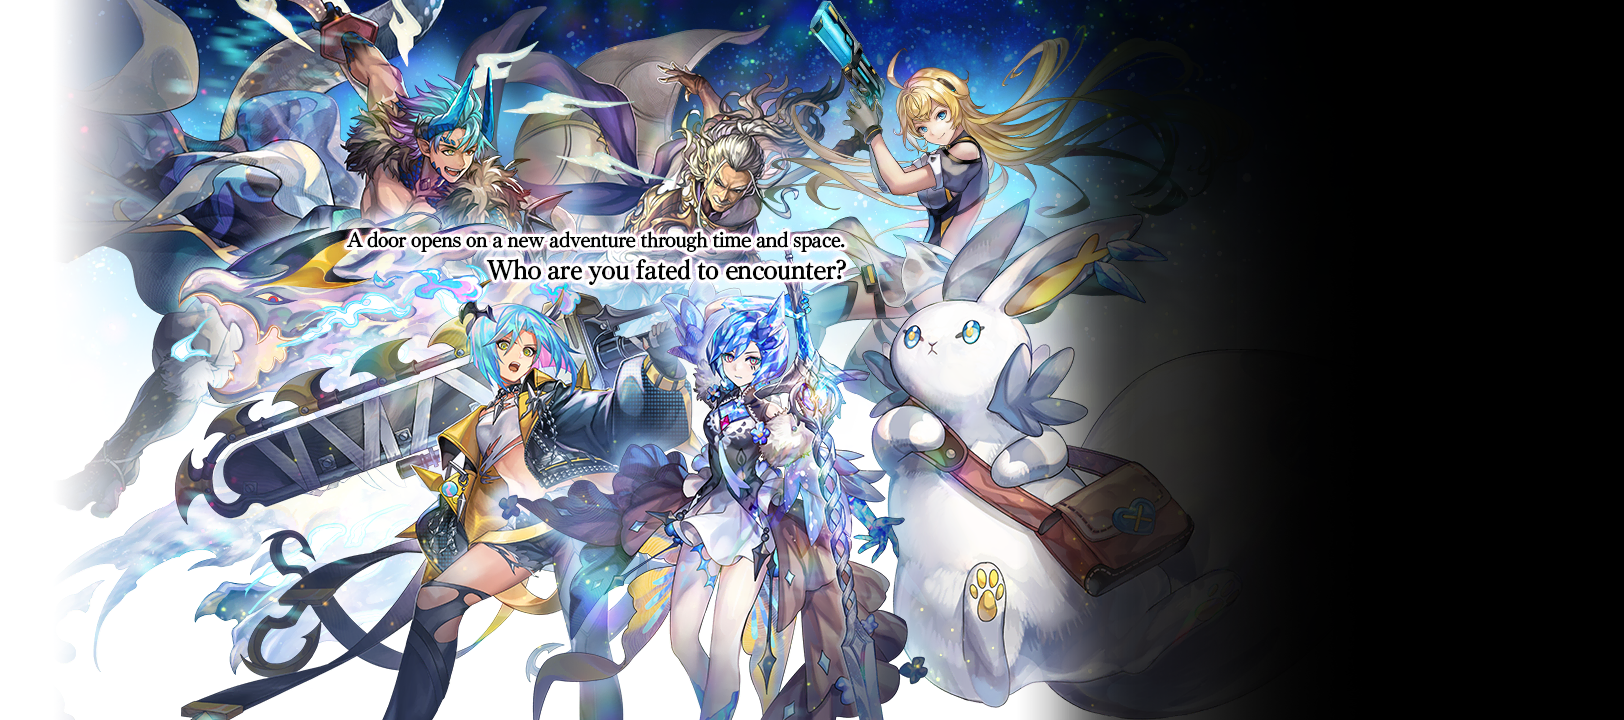 A door opens on a new adventure through time and space.
Who are you fated to encounter?